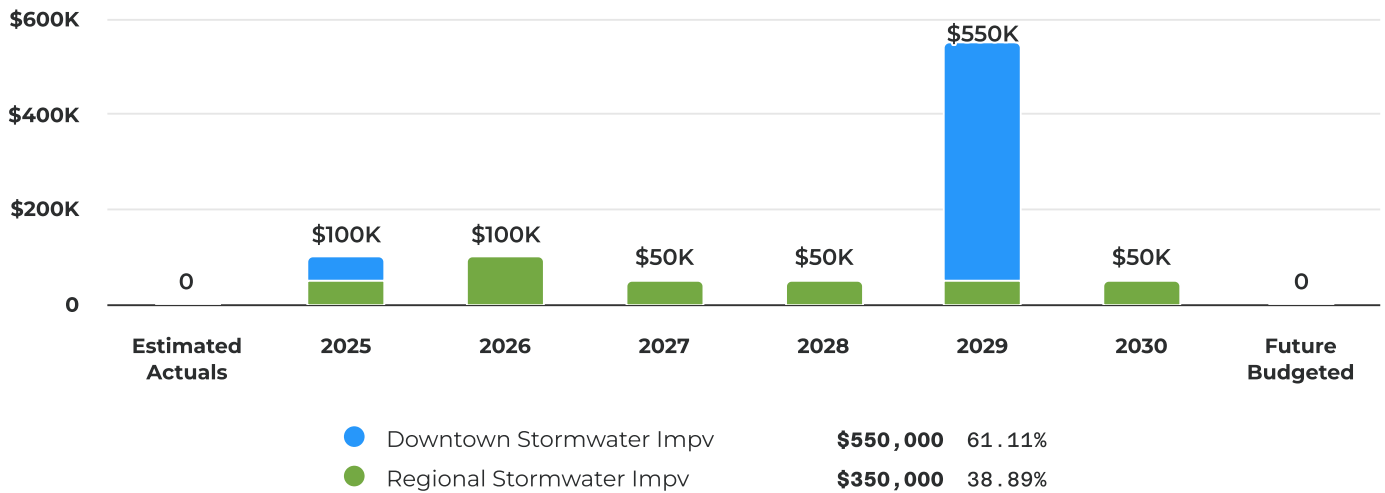 $600K
$550K
$400K
$200K
$100K
$100K
$50K
$50K
$50K
0
0
0
Estimated Actuals
2025
2026
2027
2028
2029
2030
Future Budgeted
Downtown Stormwater Impv $550,000 61.11%
Regional Stormwater Impv $350,000 38.89%